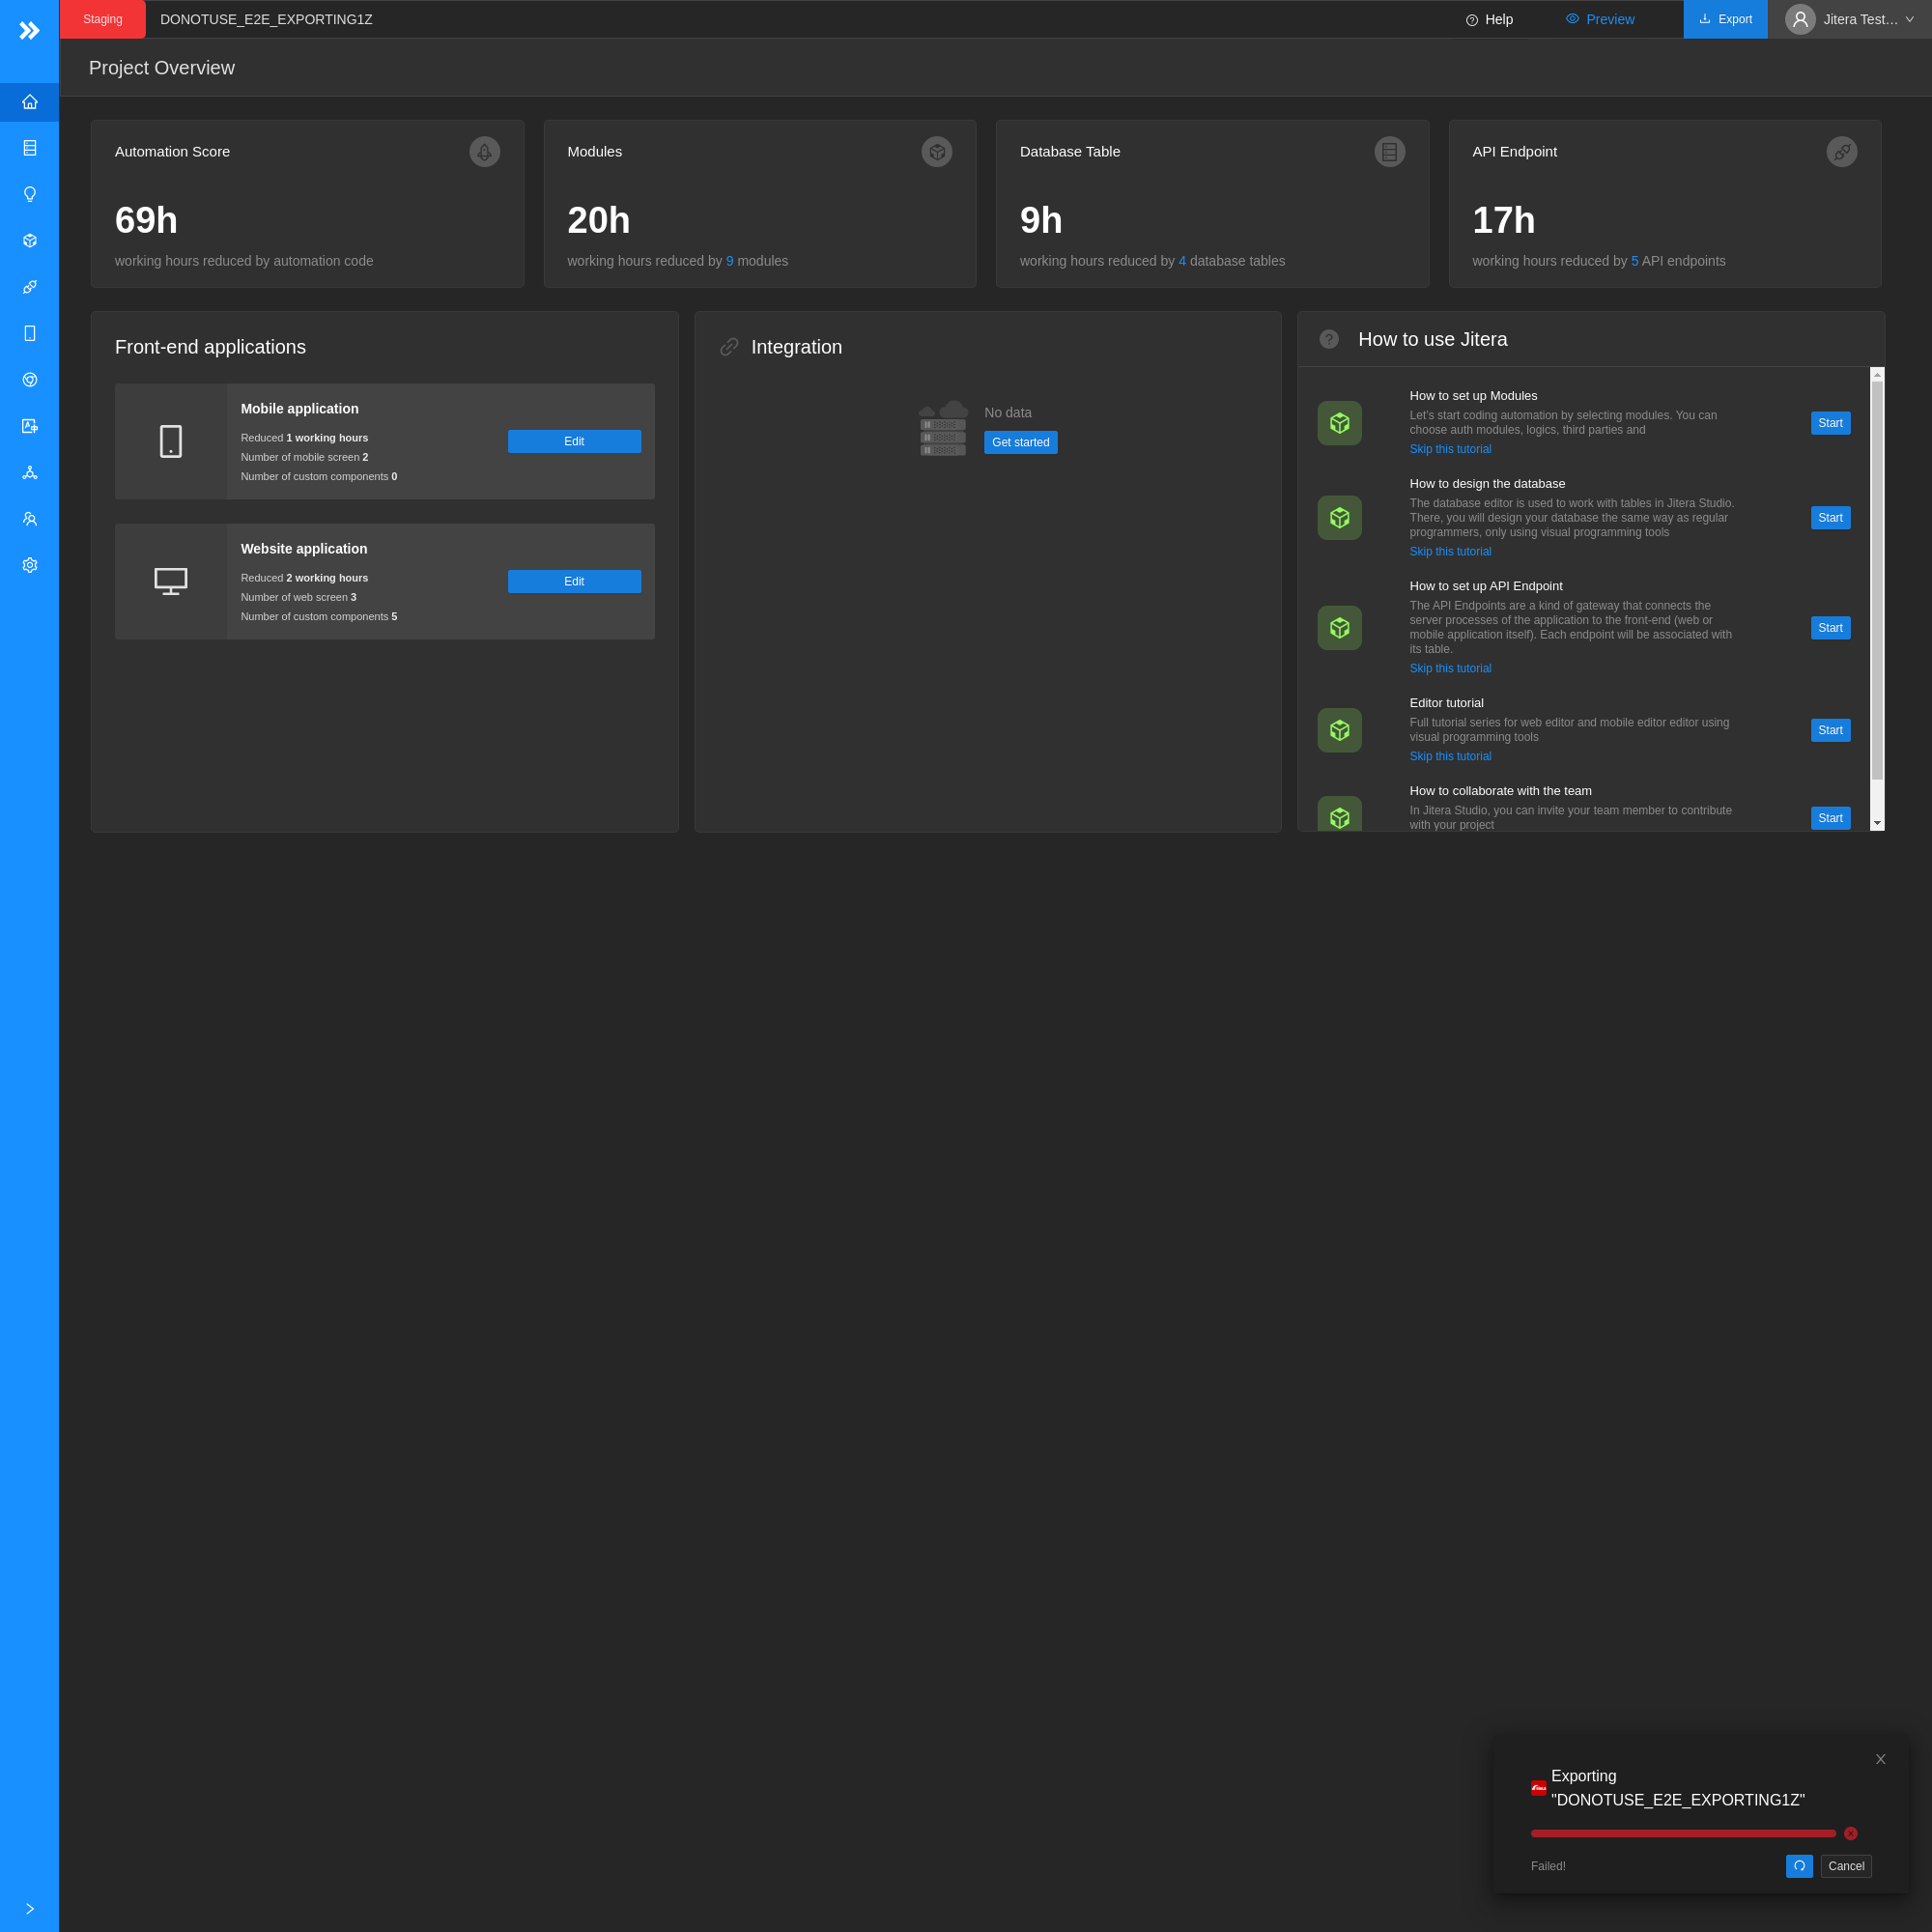 Staging
DONOTUSE_E2E_EXPORTING1Z
Help
Preview
Export
Jitera Test…
Project Overview
Automation Score
69h
working hours reduced by automation code
Modules
20h
working hours reduced by 9 modules
Database Table
9h
working hours reduced by 4 database tables
API Endpoint
17h
working hours reduced by 5 API endpoints
Front-end applications
Mobile application
Reduced 1 working hours
Number of mobile screen 2
Number of custom components 0
Edit
Website application
Reduced 2 working hours
Number of web screen 3
Number of custom components 5
Edit
Integration
No data
Get started
How to use Jitera
How to set up Modules
Let's start coding automation by selecting modules. You can
choose auth modules, logics, third parties and
Skip this tutorial
Start
How to design the database
The database editor is used to work with tables in Jitera Studio.
There, you will design your database the same way as regular
programmers, only using visual programming tools
Skip this tutorial
Start
How to set up API Endpoint
The API Endpoints are a kind of gateway that connects the
server processes of the application to the front-end (web or
mobile application itself). Each endpoint will be associated with
its table.
Skip this tutorial
Start
Editor tutorial
Full tutorial series for web editor and mobile editor editor using
visual programming tools
Skip this tutorial
Start
How to collaborate with the team
In Jitera Studio, you can invite your team member to contribute
with your project
Start
Exporting
"DONOTUSE_E2E_EXPORTING1Z"
Failed!
Cancel